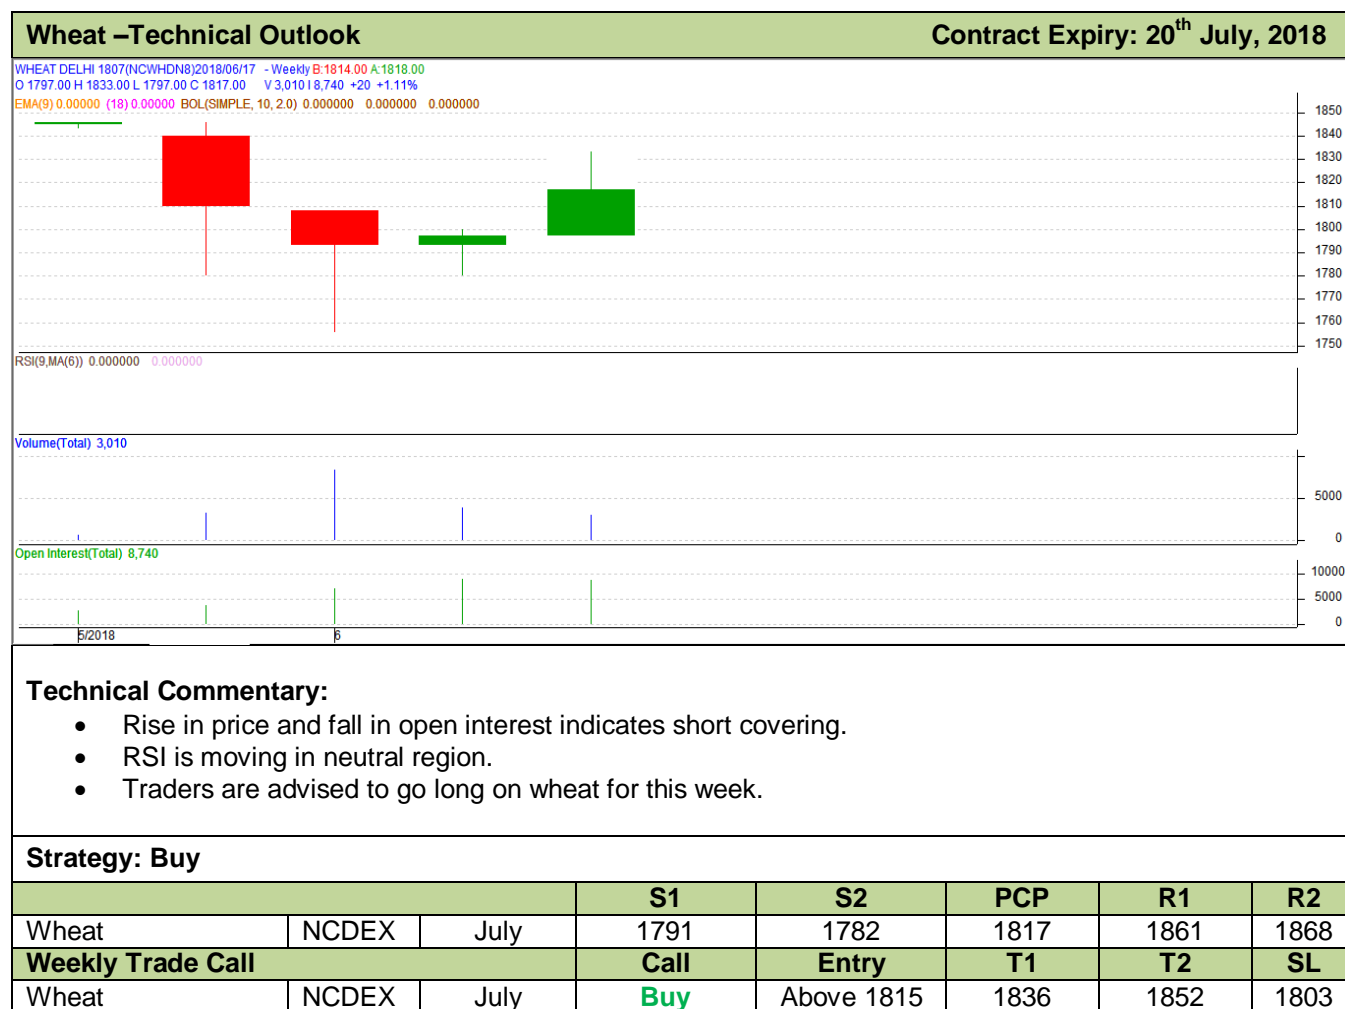 Wheat –Technical Outlook Contract Expiry: 20th July, 2018
WHEAT DELHI 1807(NCWHDN8)2018/06/17 - Weekly B:1814.00 A:1818.00
O 1797.00 H 1833.00 L 1797.00 C 1817.00 V 3,010 I 8,740 +20 +1.11%
EMA(9) 0.00000 (18) 0.00000 BOL(SIMPLE, 10, 2.0) 0.000000 0.000000 0.000000
1850
1840
1830
1820
1810
1800
1790
1780
1770
1760
1750
RSI(9,MA(6)) 0.000000 0.000000
Volume(Total) 3,010
5000
0
Open Interest(Total) 8,740
10000
5000
0
5/2018 6
Technical Commentary:
• Rise in price and fall in open interest indicates short covering.
• RSI is moving in neutral region.
• Traders are advised to go long on wheat for this week.
Strategy: Buy
S1 S2 PCP R1 R2
Wheat NCDEX July 1791 1782 1817 1861 1868
Weekly Trade Call Call Entry T1 T2 SL
Wheat NCDEX July Buy Above 1815 1836 1852 1803